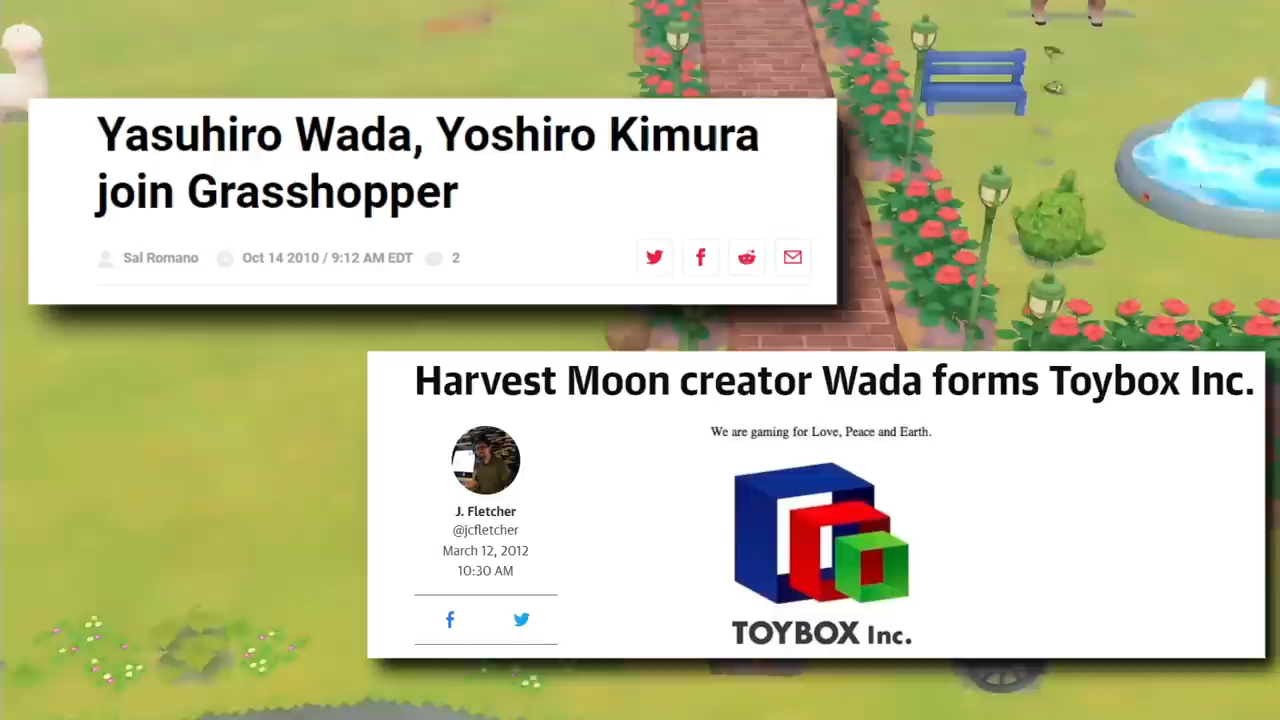 Yasuhiro Wada, Yoshiro Kimura
join Grasshopper
Sal Romano Oct 14 2010 / 9:12 AM EDT 2
Harvest Moon creator Wada forms Toybox Inc.
We are gaming for Love, Peace and Earth.
J. Fletcher
@jcfletcher
March 12, 2012
10:30 AM
TOYBOX Inc.